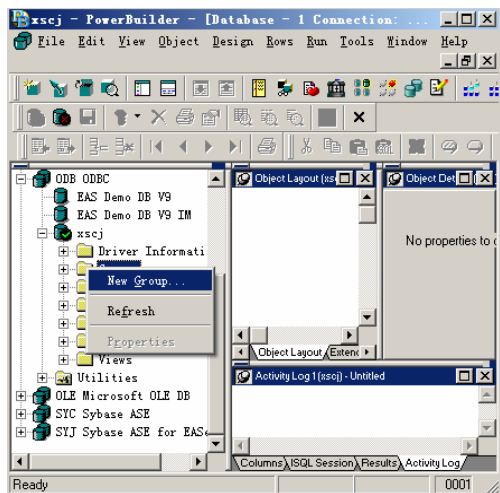 xscj - PowerBuilder - [Database - 1 Connection: ...
File Edit View Object Design Rows Run Tools Window Help
ODB ODBC
EAS Demo DB V9
EAS Demo DB V9 IM
xscj
Driver Informati
New Group...
Refresh
Properties
Views
Utilities
OLE Microsoft OLE DB
SYC Sybase ASE
SYJ Sybase ASE for EAS
Object Layout (xs
Object Layout Extend
Object Det
No properties to
Activity Log 1 (xscj) - Untitled
Columns ISQL Session Results Activity Log
Ready 0001